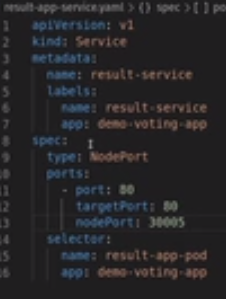 result-app-service.yaml > {} spec > [ ] po
1 apiVersion: v1
2 kind: Service
3 metadata:
4   name: result-service
5   labels:
6     name: result-service
7     app: demo-voting-app
8 spec:
9   type: NodePort
10   ports:
11     - port: 80
12       targetPort: 80
13       nodePort: 30005
14   selector:
15     name: result-app-pod
16     app: demo-voting-app